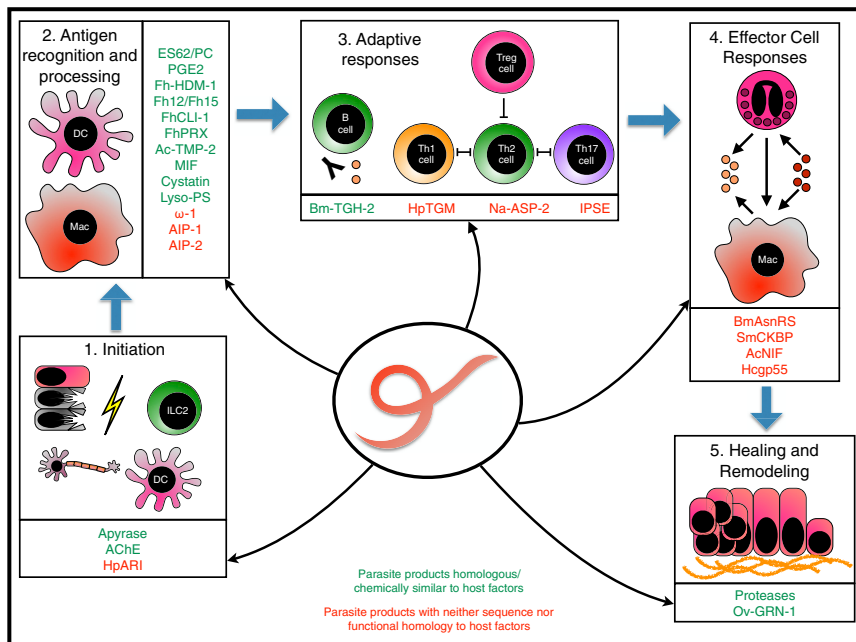 2. Antigen
recognition and
processing
DC
Mac
ES62/PC
PGE2
Fh-HDM-1
Fh12/Fh15
FhCLI-1
FhPRX
Ac-TMP-2
MIF
Cystatin
Lyso-PS
ω-1
AIP-1
AIP-2
3. Adaptive
responses
Treg
cell
B
cell
Th1
cell
Th2
cell
Th17
cell
Bm-TGH-2
HpTGM
Na-ASP-2
IPSE
4. Effector Cell
Responses
Mac
BmAsnRS
SmCKBP
AcNIF
Hcgp55
1. Initiation
ILC2
DC
Apyrase
AChE
HpARI
5. Healing and
Remodeling
Proteases
Ov-GRN-1
Parasite products homologous/
chemically similar to host factors
Parasite products with neither sequence nor
functional homology to host factors